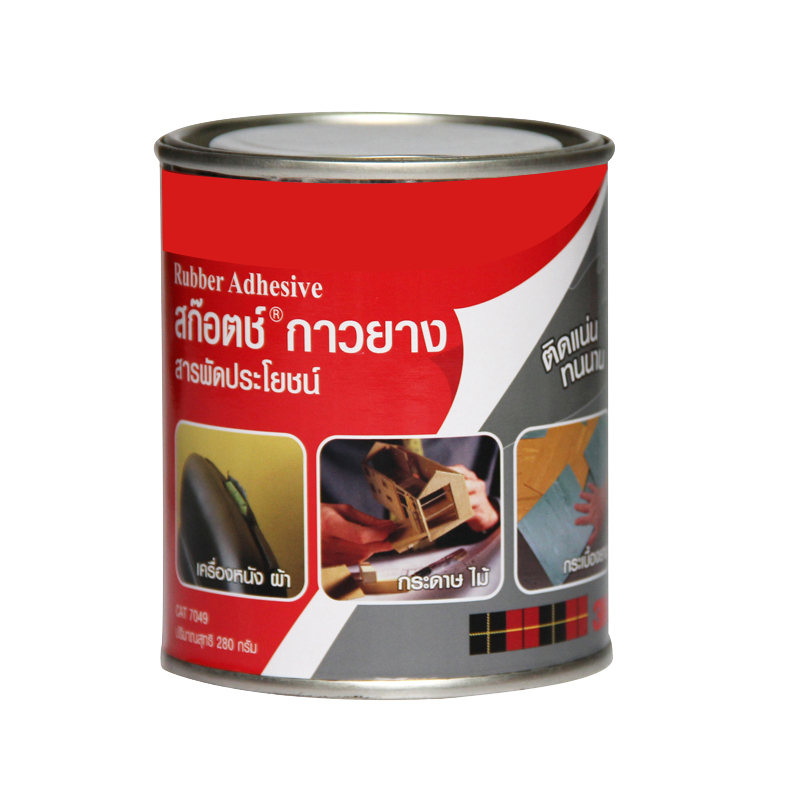 Rubber Adhesive
สก๊อตช์® กาวยาง
สารพัดประโยชน์
ติดแน่น
ทนนาน
เครื่องหนัง ผ้า
กระดาษ ไม้
CAT 7049
ปริมาณสุทธิ 280 กรัม